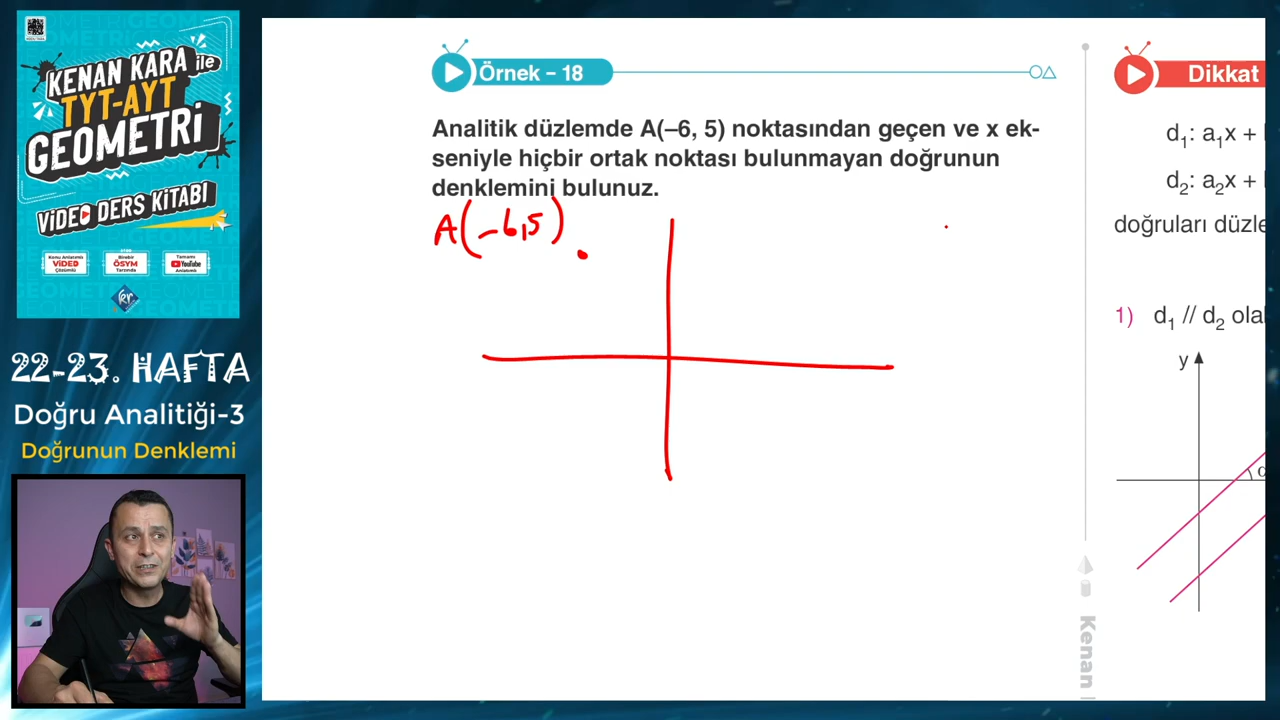 KENAN KARA ile
TYT-AYT
GEOMETRİ
VİDEO DERS KİTABI
Konu Anlatımlı
VİDEO
Çözümlü
Birebir
ÖSYM
Tarzında
Tamamı
YouTube
Anlatımlı
22-23. HAFTA
Doğru Analitiği-3
Doğrunun Denklemi
Örnek – 18
Analitik düzlemde A(–6, 5) noktasından geçen ve x ek-
seniyle hiçbir ortak noktası bulunmayan doğrunun
denklemini bulunuz.
A(-6,5)
Kenan
Dikkat
d1: a1x +
d2: a2x +
doğruları düzle
1) d1 // d2 ola
y